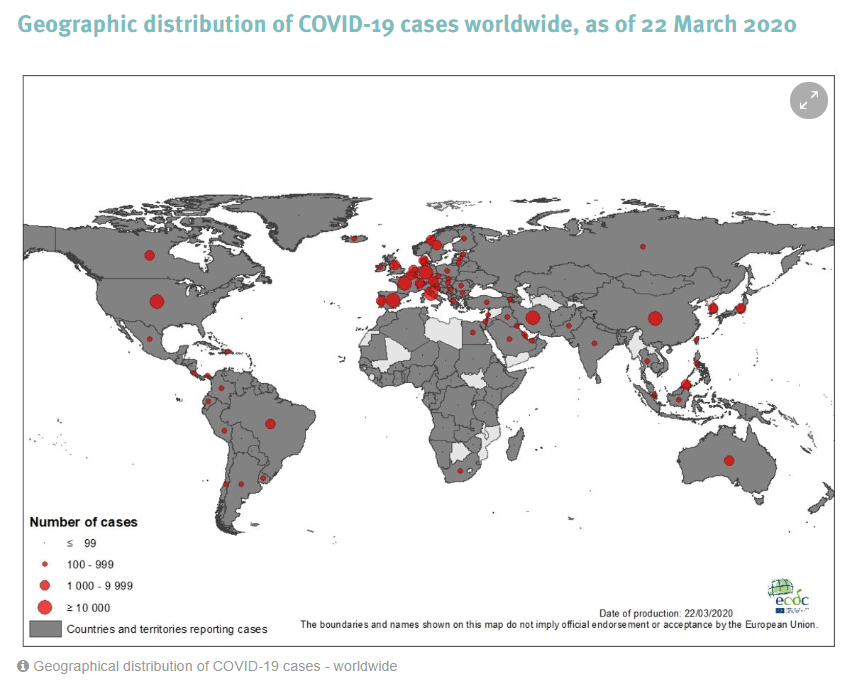 Geographic distribution of COVID-19 cases worldwide, as of 22 March 2020
Number of cases
≤ 99
100 - 999
1 000 - 9 999
≥ 10 000
Countries and territories reporting cases
ecdc
Date of production: 22/03/2020
The boundaries and names shown on this map do not imply official endorsement or acceptance by the European Union.
Geographical distribution of COVID-19 cases - worldwide